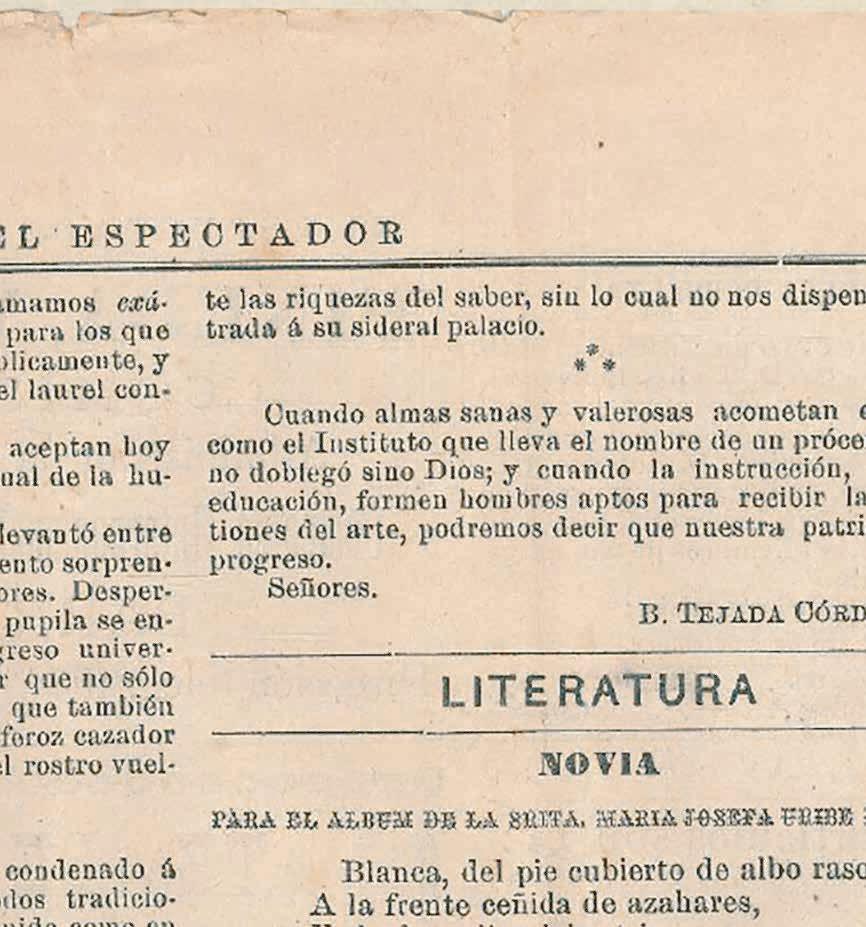 EL ESPECTADOR
amamos exá-
para los que
blicamente, y
el laurel con-
aceptan hoy
ual de la hu-
levantó entre
ento sorpren-
ores. Desper-
pupila se en-
greso univer-
r que no sólo
que también
feroz cazador
el rostro vuel-
condenado á
dos tradicio-
te las riquezas del saber, sin lo cual no nos dispen
trada á su sideral palacio.
***
Cuando almas sanas y valerosas acometan e
como el Instituto que lleva el nombre de un próce
no doblegó sino Dios; y cuando la instrucción,
educación, formen hombres aptos para recibir la
tiones del arte, podremos decir que nuestra patri
progreso.
Señores.
B. TEJADA CÓRD
LITERATURA
NOVIA
PARA EL ALBUM DE LA SRITA. MARIA JOSEFA URIBE
Blanca, del pie cubierto de albo raso
A la frente ceñida de azahares,